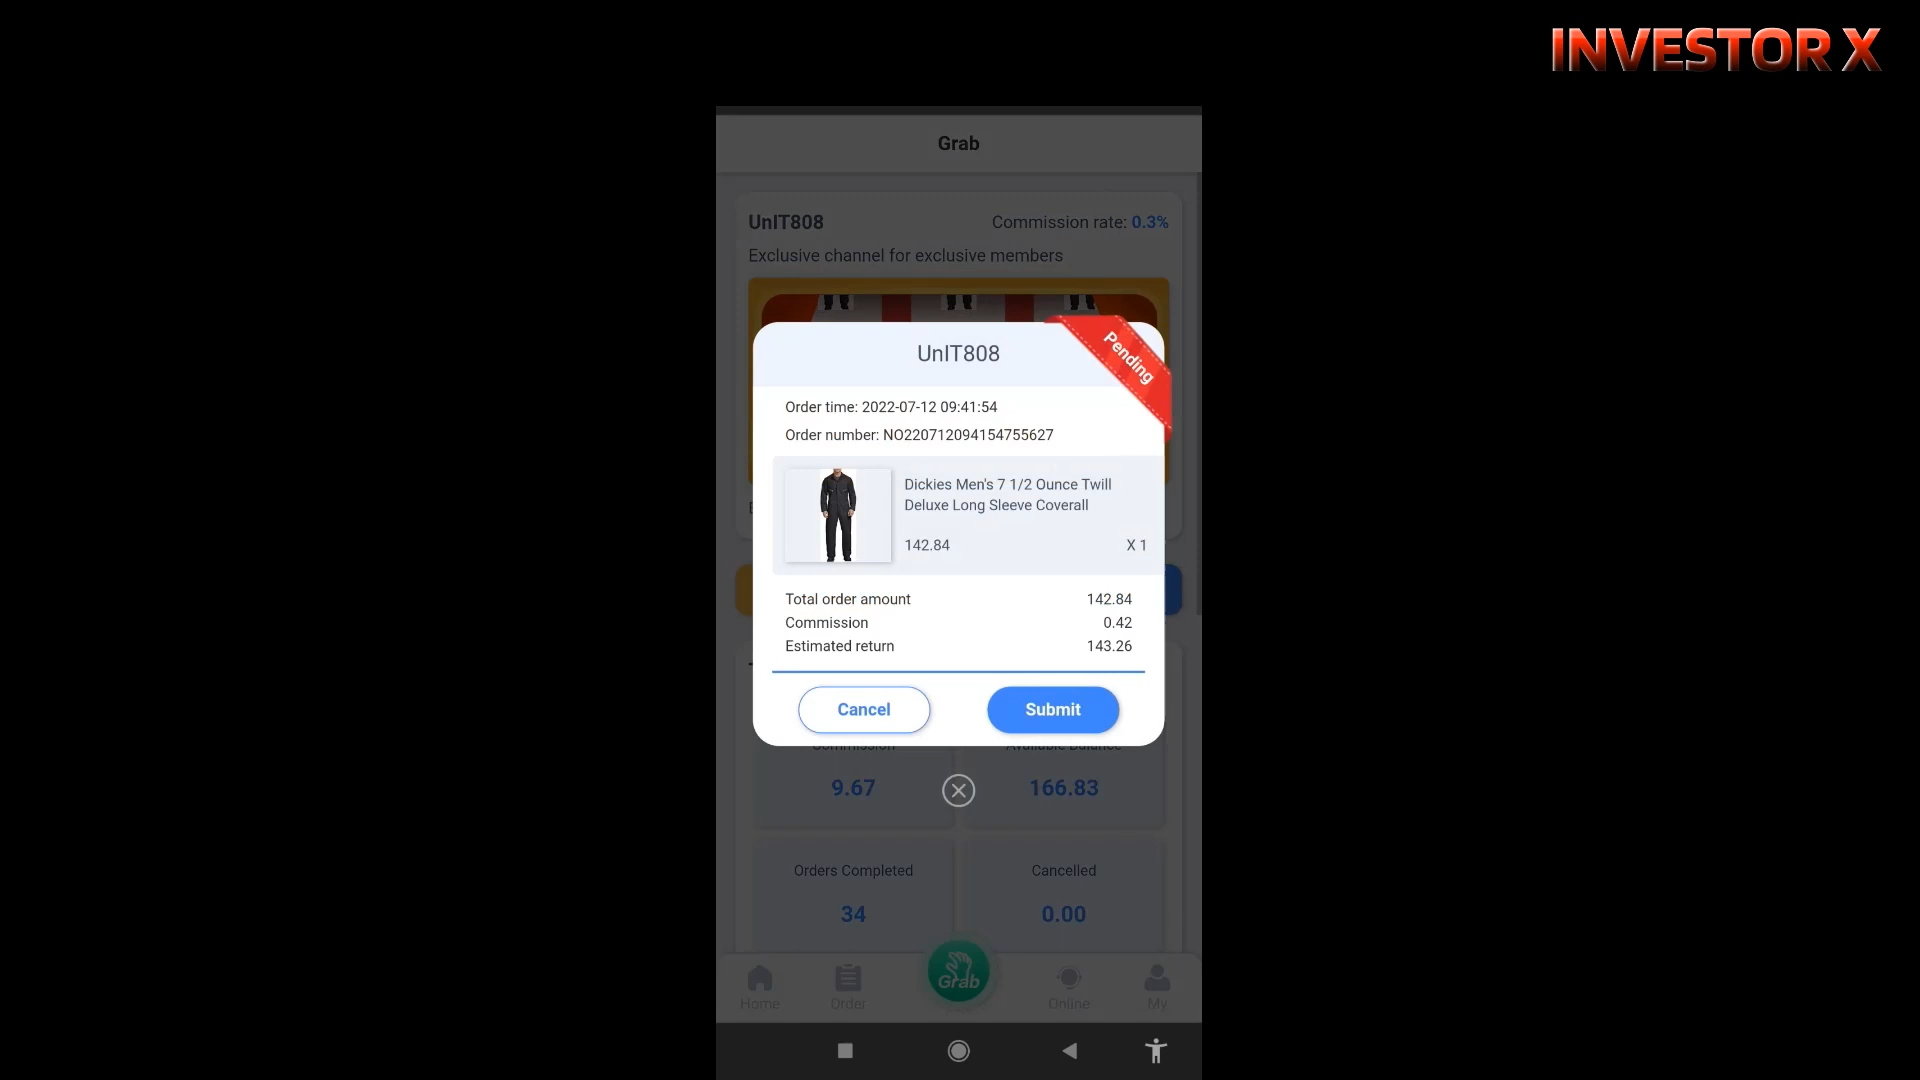 INVESTOR X
Grab
UnIT808
Commission rate: 0.3%
Exclusive channel for exclusive members
UnIT808
Pending
Order time: 2022-07-12 09:41:54
Order number: NO220712094154755627
Dickies Men's 7 1/2 Ounce Twill
Deluxe Long Sleeve Coverall
142.84 X 1
Total order amount 142.84
Commission 0.42
Estimated return 143.26
Cancel Submit
Commission Available Balance
9.67 166.83
Orders Completed Cancelled
34 0.00
Grab
Home Order Online My